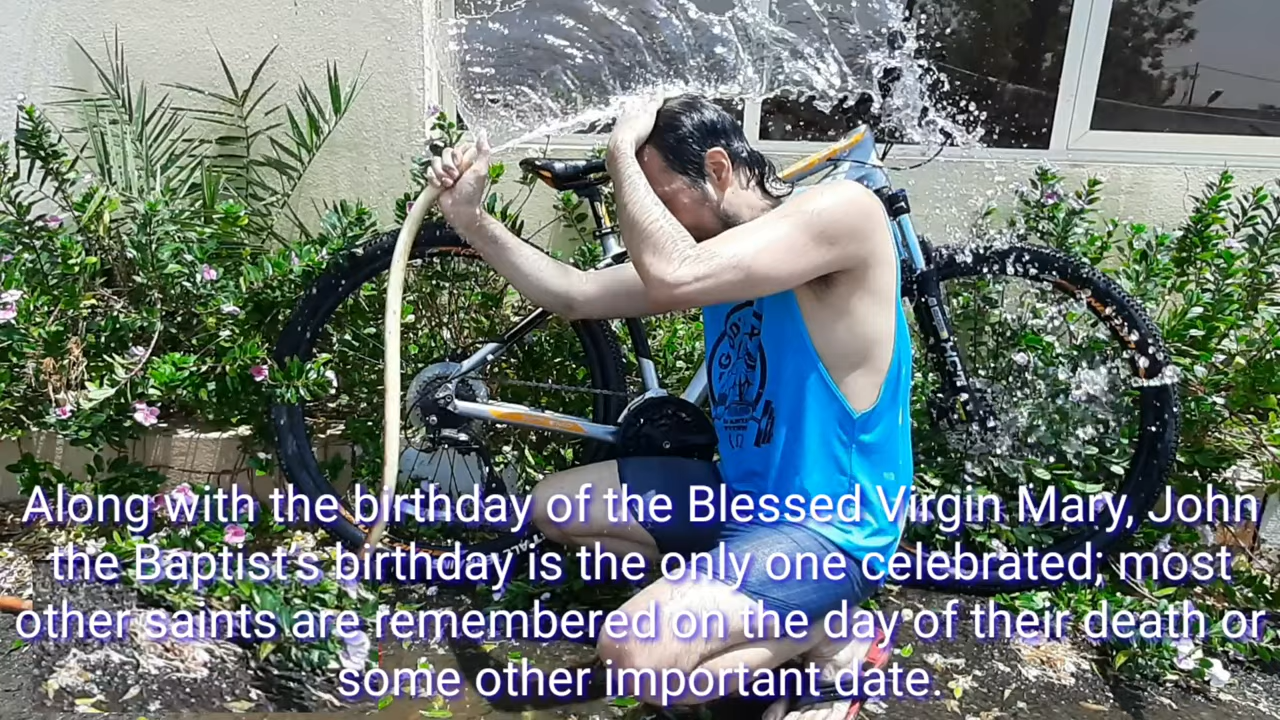 Along with the birthday of the Blessed Virgin Mary, John
the Baptist's birthday is the only one celebrated; most
other saints are remembered on the day of their death or
some other important date.